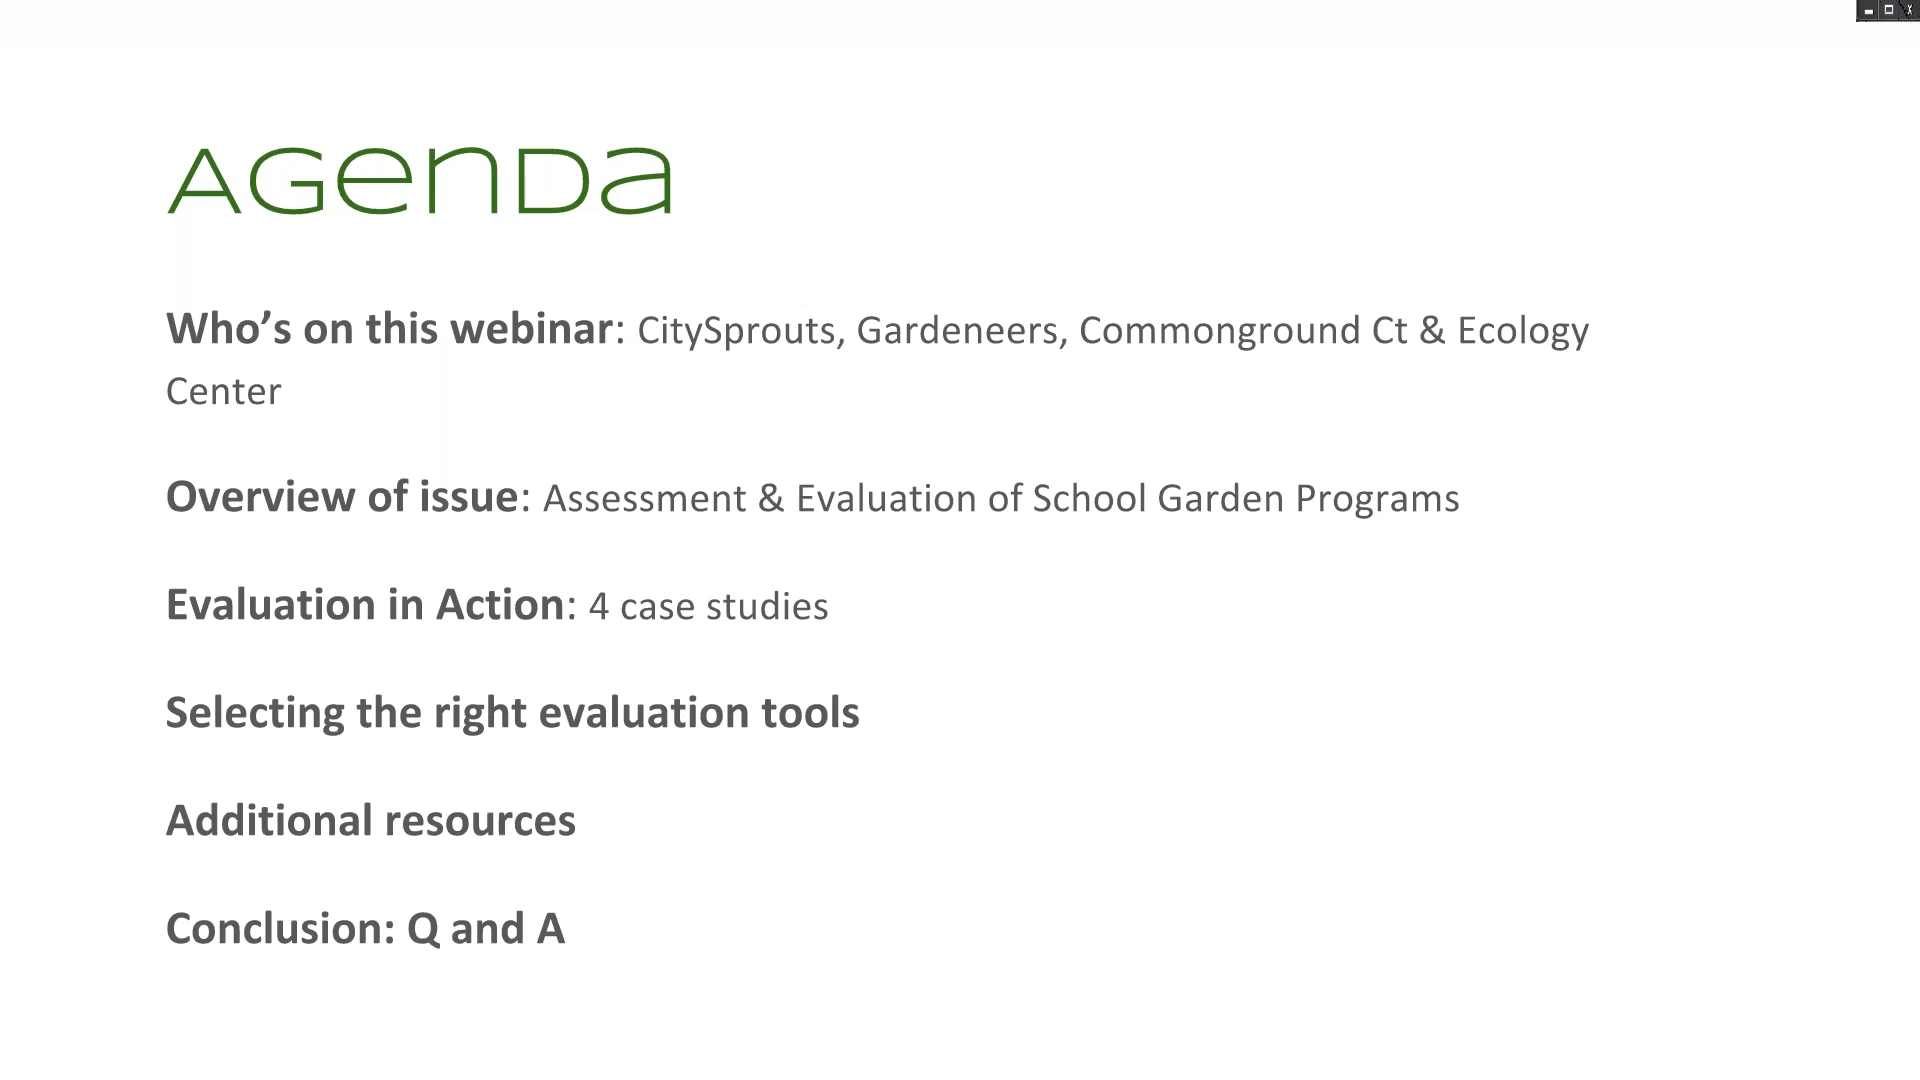 Agenda
Who’s on this webinar: CitySprouts, Gardeneers, Commonground Ct & Ecology
Center
Overview of issue: Assessment & Evaluation of School Garden Programs
Evaluation in Action: 4 case studies
Selecting the right evaluation tools
Additional resources
Conclusion: Q and A